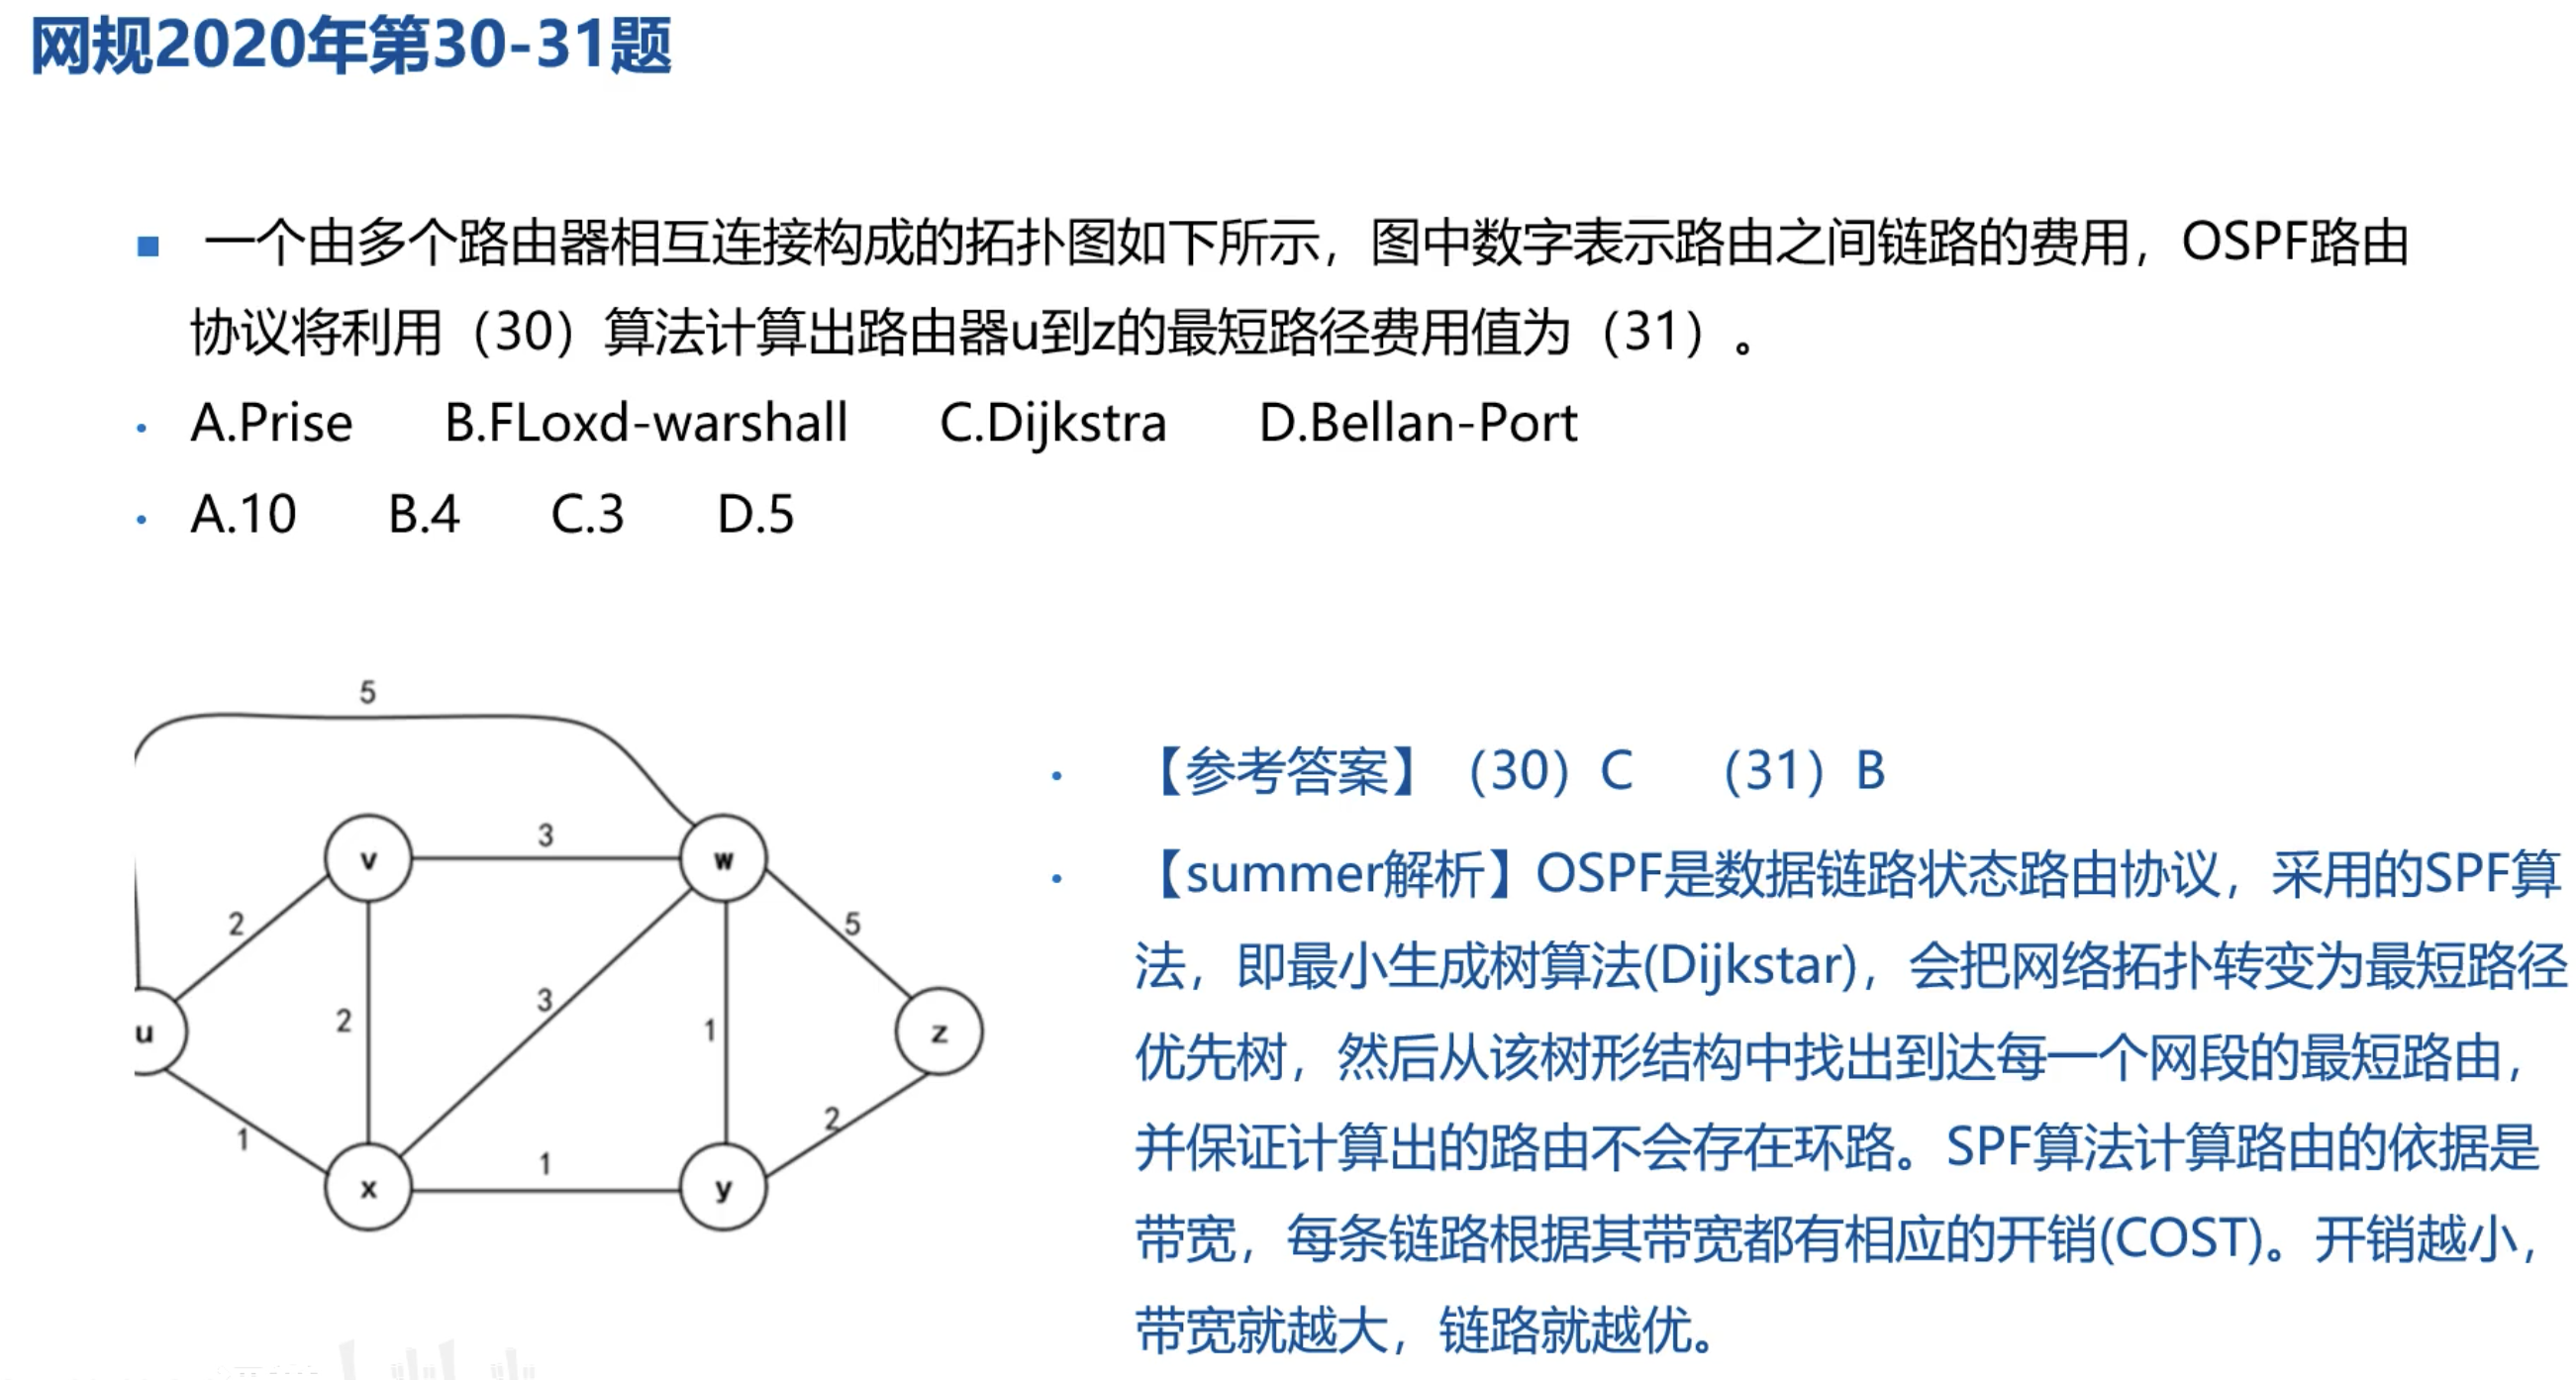 网规2020年第30-31题
一个由多个路由器相互连接构成的拓扑图如下所示，图中数字表示路由之间链路的费用，OSPF路由
协议将利用（30）算法计算出路由器u到z的最短路径费用值为（31）。
A.Prise B.FLoxd-warshall C.Dijkstra D.Bellan-Port
A.10 B.4 C.3 D.5
5
v
3
w
2
5
2
3
1
u
z
1
2
x
1
y
【参考答案】（30）C （31）B
【summer解析】OSPF是数据链路状态路由协议，采用的SPF算
法，即最小生成树算法(Dijkstar)，会把网络拓扑转变为最短路径
优先树，然后从该树形结构中找出到达每一个网段的最短路由，
并保证计算出的路由不会存在环路。SPF算法计算路由的依据是
带宽，每条链路根据其带宽都有相应的开销(COST)。开销越小，
带宽就越大，链路就越优。